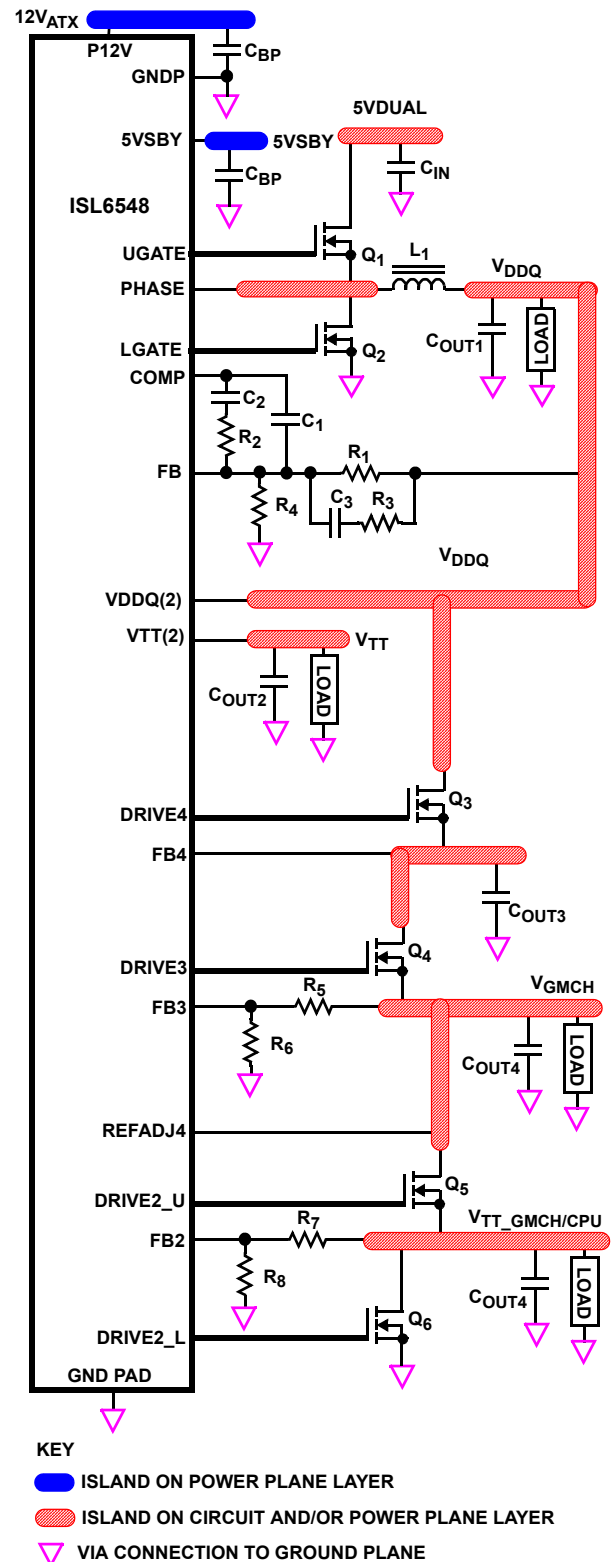 12VATX
P12V
CBP
GNDP
5VDUAL
5VSBY
5VSBY
CIN
CBP
ISL6548
UGATE
Q1
L1
VDDQ
PHASE
LGATE
Q2
COUT1
LOAD
COMP
C2
C1
R2
R1
FB
C3
R3
R4
VDDQ
VDDQ(2)
VTT(2)
VTT
COUT2
LOAD
Q3
DRIVE4
FB4
COUT3
Q4
DRIVE3
R5
VGMCH
FB3
R6
COUT4
LOAD
REFADJ4
Q5
DRIVE2_U
R7
VTT_GMCH/CPU
FB2
R8
COUT4
LOAD
Q6
DRIVE2_L
GND PAD
KEY
ISLAND ON POWER PLANE LAYER
ISLAND ON CIRCUIT AND/OR POWER PLANE LAYER
VIA CONNECTION TO GROUND PLANE